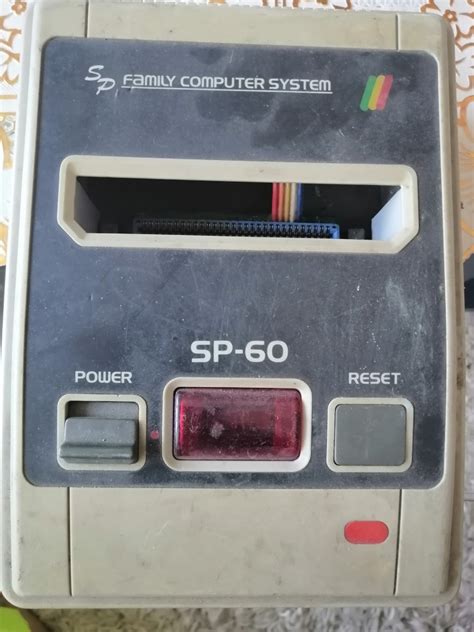 SP FAMILY COMPUTER SYSTEM
SP-60
POWER
RESET